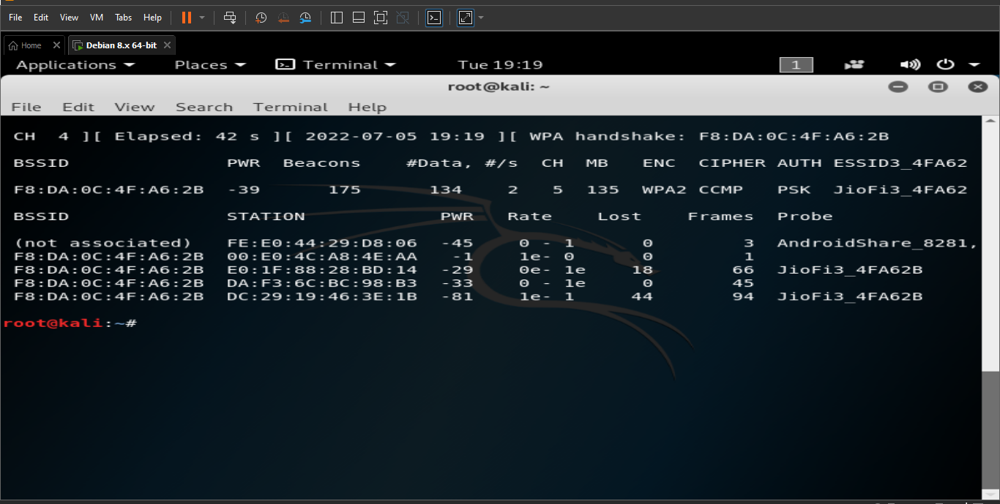 File Edit View VM Tabs Help
Home Debian 8.x 64-bit
Applications Places Terminal Tue 19:19 1
root@kali: ~
File Edit View Search Terminal Help
CH 4 ][ Elapsed: 42 s ][ 2022-07-05 19:19 ][ WPA handshake: F8:DA:0C:4F:A6:2B
BSSID PWR Beacons #Data, #/s CH MB ENC CIPHER AUTH ESSID3_4FA62
F8:DA:0C:4F:A6:2B -39 175 134 2 5 135 WPA2 CCMP PSK JioFi3_4FA62
BSSID STATION PWR Rate Lost Frames Probe
(not associated) FE:E0:44:29:D8:06 -45 0 - 1 0 3 AndroidShare_8281,
F8:DA:0C:4F:A6:2B 00:E0:4C:A8:4E:AA -1 1e- 0 0 1
F8:DA:0C:4F:A6:2B E0:1F:88:28:BD:14 -29 0e- 1e 18 66 JioFi3_4FA62B
F8:DA:0C:4F:A6:2B DA:F3:6C:BC:98:B3 -33 0 - 1e 0 45
F8:DA:0C:4F:A6:2B DC:29:19:46:3E:1B -81 1e- 1 44 94 JioFi3_4FA62B
root@kali:~#